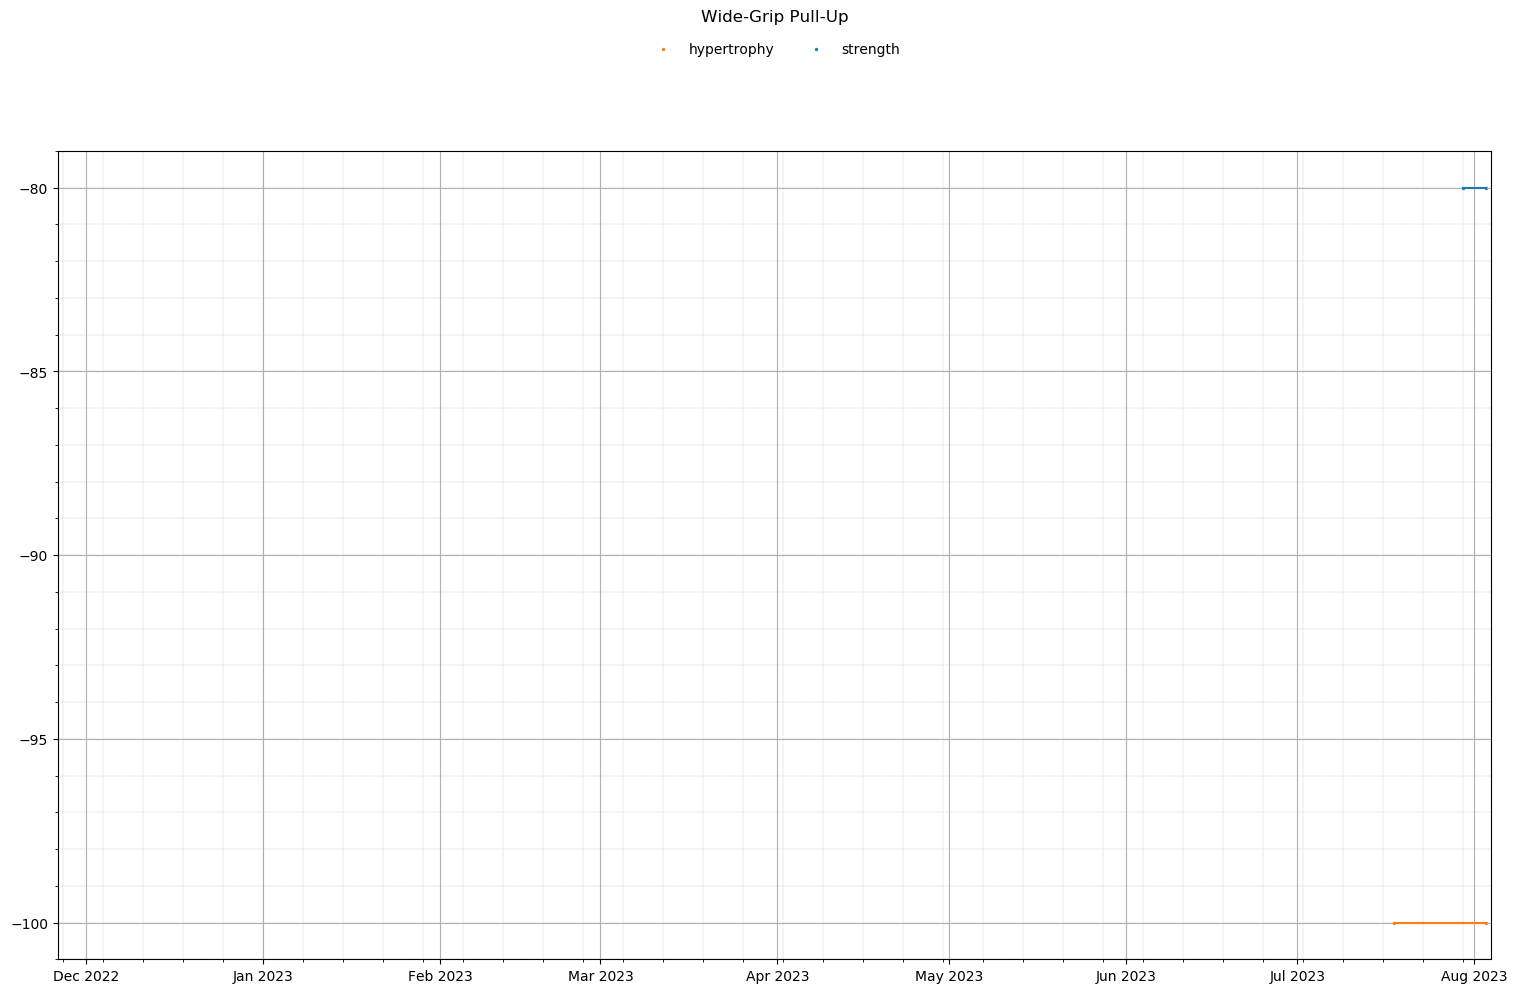 Wide-Grip Pull-Up
hypertrophy strength
−80
−85
−90
−95
−100
Dec 2022 Jan 2023 Feb 2023 Mar 2023 Apr 2023 May 2023 Jun 2023 Jul 2023 Aug 2023